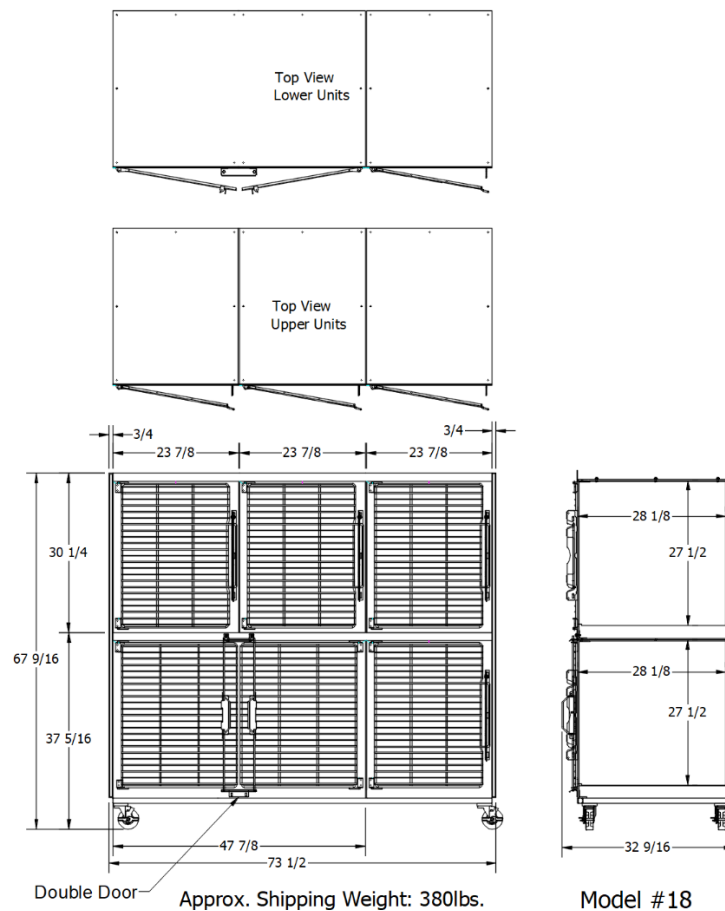 Top View
Lower Units
Top View
Upper Units
3/4
3/4
23 7/8
23 7/8
23 7/8
30 1/4
28 1/8
27 1/2
67 9/16
28 1/8
27 1/2
37 5/16
47 7/8
32 9/16
73 1/2
Double Door
Approx. Shipping Weight: 380lbs.
Model #18